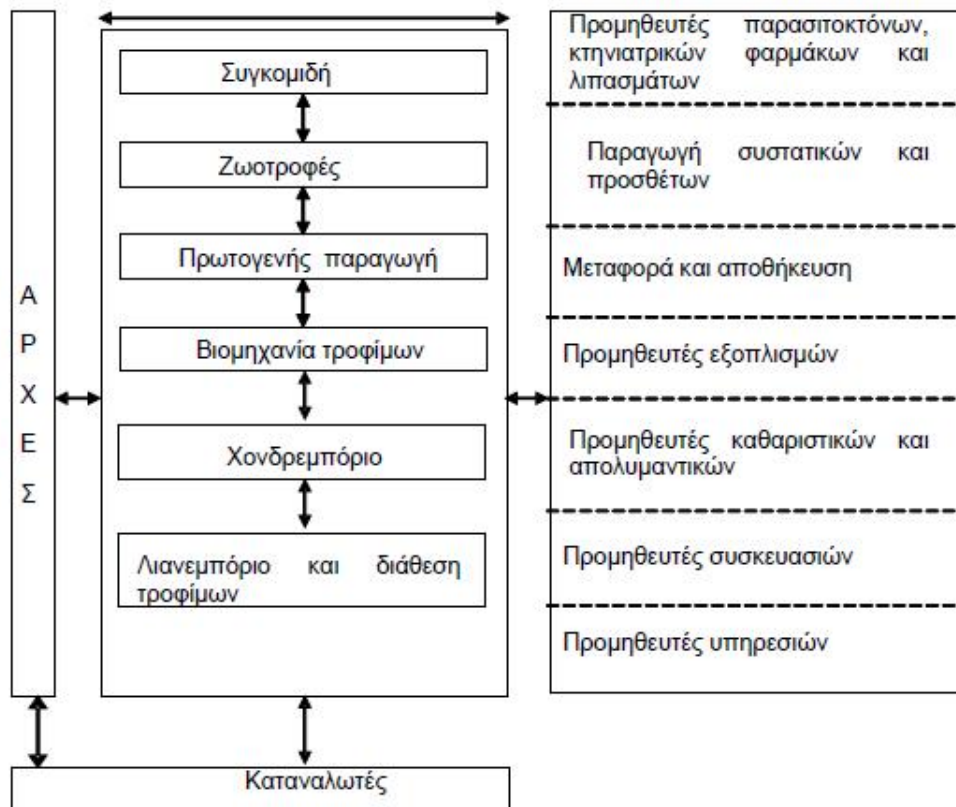 Α
Ρ
Χ
Ε
Σ
Συγκομιδή
Ζωοτροφές
Πρωτογενής παραγωγή
Βιομηχανία τροφίμων
Χονδρεμπόριο
Λιανεμπόριο και διάθεση
τροφίμων
Προμηθευτές παρασιτοκτόνων,
κτηνιατρικών φαρμάκων και
λιπασμάτων
Παραγωγή συστατικών και
προσθέτων
Μεταφορά και αποθήκευση
Προμηθευτές εξοπλισμών
Προμηθευτές καθαριστικών και
απολυμαντικών
Προμηθευτές συσκευασιών
Προμηθευτές υπηρεσιών
Καταναλωτές